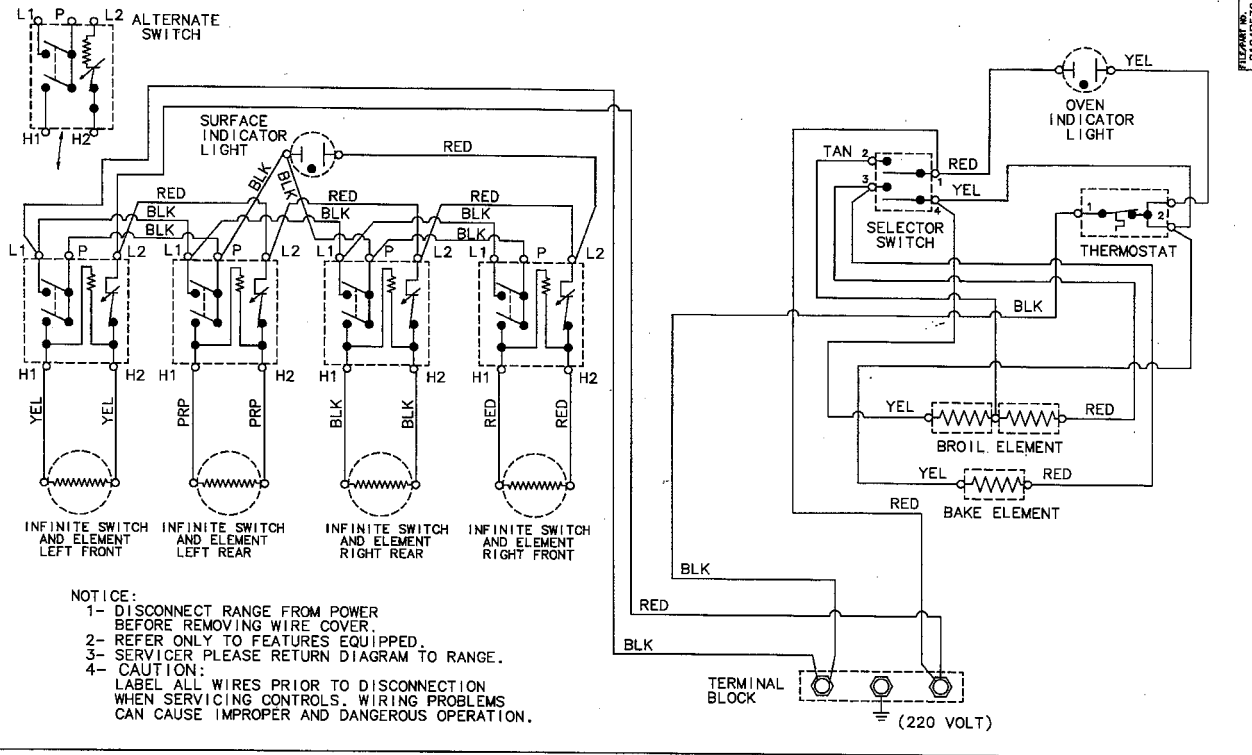 L1 P L2 ALTERNATE
SWITCH
H1 H2
SURFACE
INDICATOR
LIGHT
BLK
BLK
RED
RED
BLK
BLK
RED
BLK
RED
BLK
L1 P L2
L1 P L2
L1 P L2
L1 P L2
H1 H2
H1 H2
H1 H2
H1 H2
YEL YEL
PRP PRP
BLK BLK
RED RED
INFINITE SWITCH
AND ELEMENT
LEFT FRONT
INFINITE SWITCH
AND ELEMENT
LEFT REAR
INFINITE SWITCH
AND ELEMENT
RIGHT REAR
INFINITE SWITCH
AND ELEMENT
RIGHT FRONT
YEL
OVEN
INDICATOR
LIGHT
TAN 2
3
RED
1
YEL
4
SELECTOR
SWITCH
1 2
THERMOSTAT
BLK
YEL RED
BROIL ELEMENT
YEL RED
BAKE ELEMENT
RED
BLK
RED
BLK
TERMINAL
BLOCK
(220 VOLT)
NOTICE:
1- DISCONNECT RANGE FROM POWER
BEFORE REMOVING WIRE COVER.
2- REFER ONLY TO FEATURES EQUIPPED.
3- SERVICER PLEASE RETURN DIAGRAM TO RANGE.
4- CAUTION:
LABEL ALL WIRES PRIOR TO DISCONNECTION
WHEN SERVICING CONTROLS. WIRING PROBLEMS
CAN CAUSE IMPROPER AND DANGEROUS OPERATION.